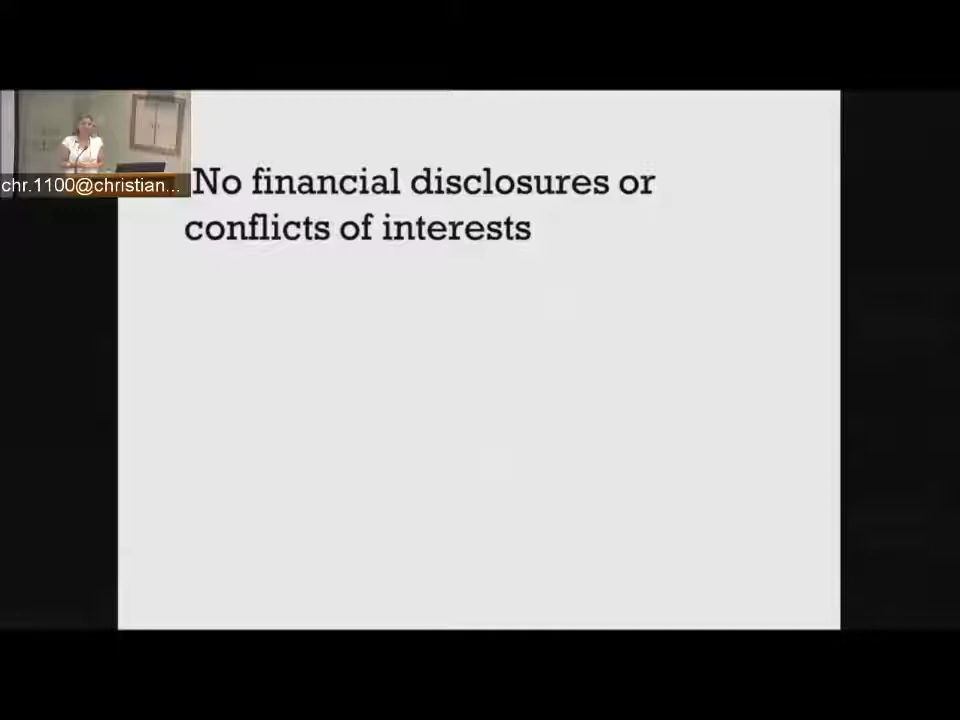 chr.1100@christian...
No financial disclosures or
conflicts of interests